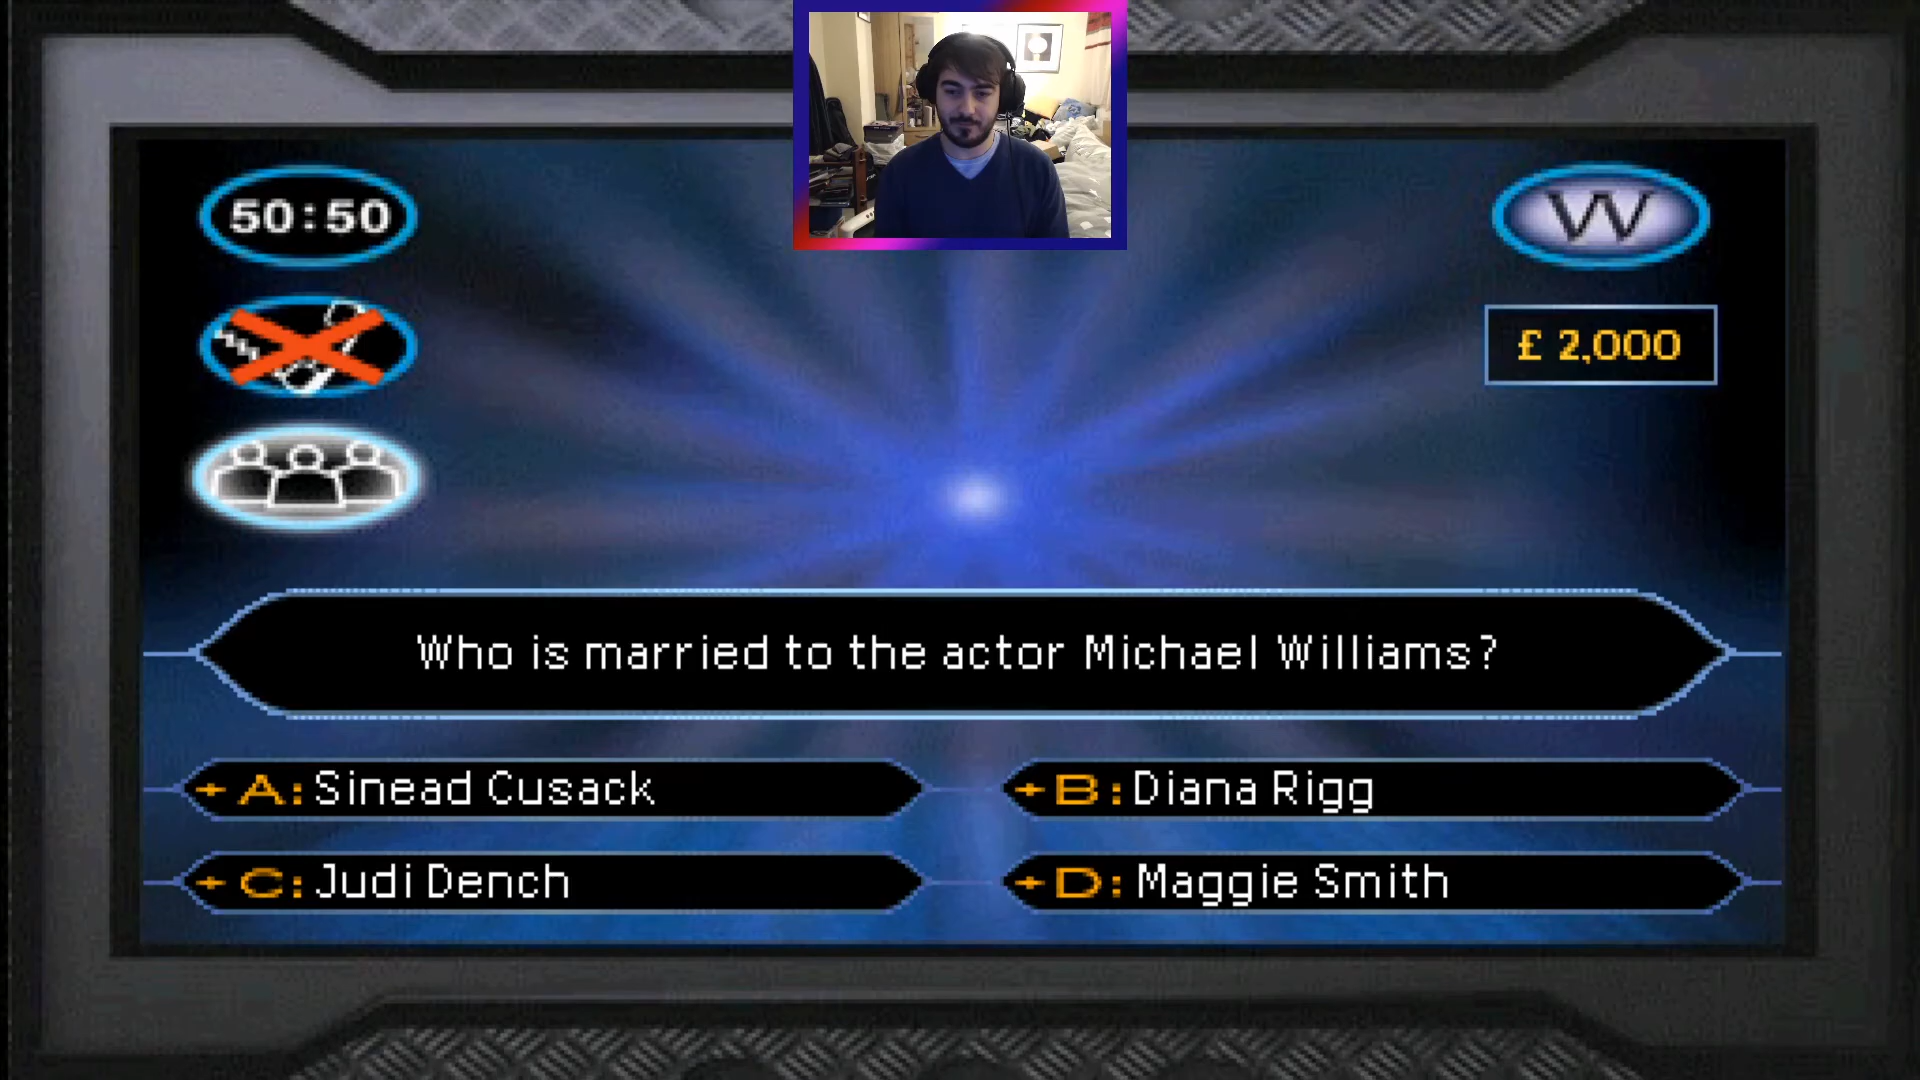 50:50
W
£ 2,000
Who is married to the actor Michael Williams?
A: Sinead Cusack
B: Diana Rigg
C: Judi Dench
D: Maggie Smith